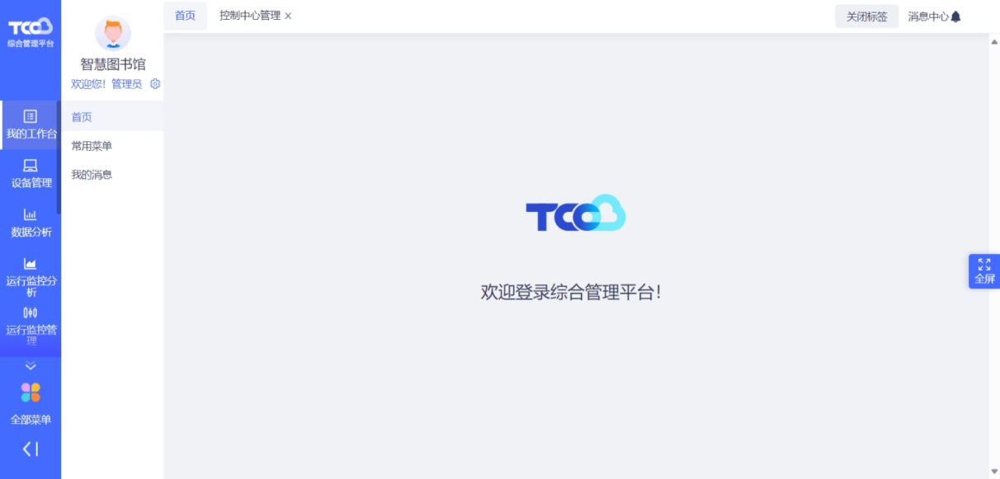 TCC
综合管理平台
我的工作台
设备管理
数据分析
运行监控分
析
运行监控管
理
全部菜单
智慧图书馆
欢迎您！管理员
首页
常用菜单
我的消息
首页
控制中心管理 X
关闭标签
消息中心
TCC
欢迎登录综合管理平台！
全屏